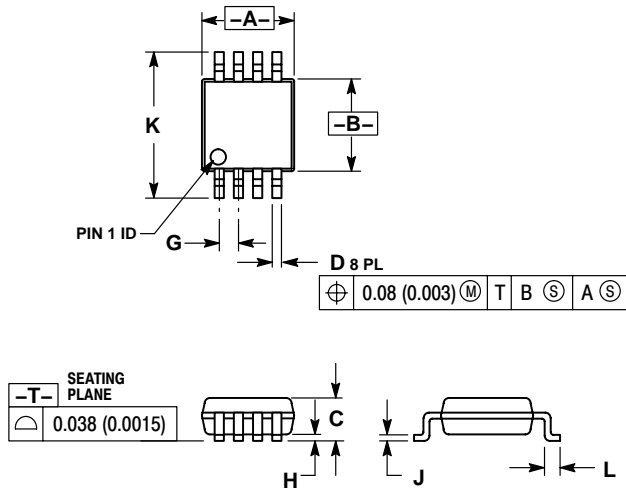 –A–
K
–B–
PIN 1 ID
G
D 8 PL
⌖ 0.08 (0.003) Ⓜ T B Ⓢ A Ⓢ
–T– SEATING
PLANE
⌓ 0.038 (0.0015)
C
H
J
L